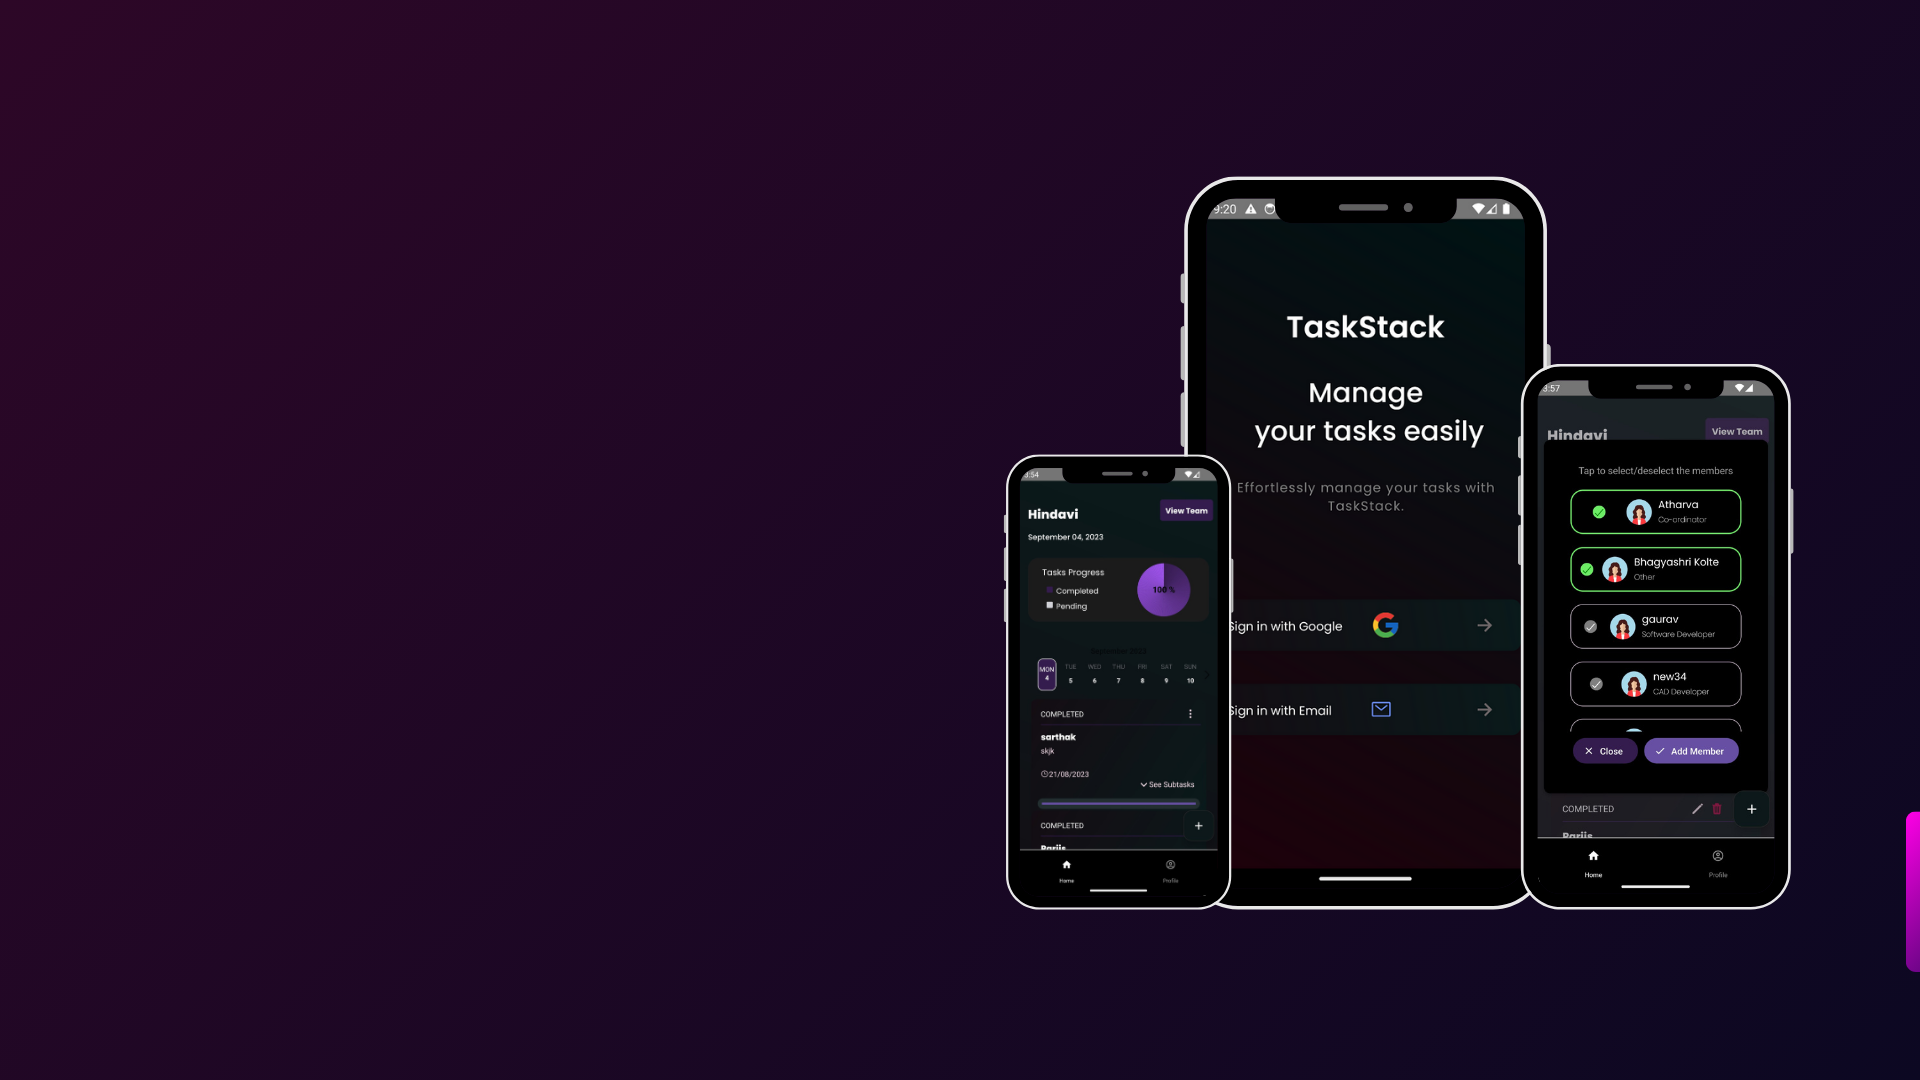 9:20
TaskStack
Manage
your tasks easily
Effortlessly manage your tasks with
TaskStack.
Sign in with Google
Sign in with Email
3:54
Hindavi
View Team
September 04, 2023
Tasks Progress
Completed
Pending
100 %
September 2023
MON TUE WED THU FRI SAT SUN
4 5 6 7 8 9 10
COMPLETED
sarthak
skjk
21/08/2023
See Subtasks
COMPLETED
Home Profile
3:57
Hindavi
View Team
Tap to select/deselect the members
Atharva
Co-ordinator
Bhagyashri Kolte
Other
gaurav
Software Developer
new34
CAD Developer
Close
Add Member
COMPLETED
Home Profile